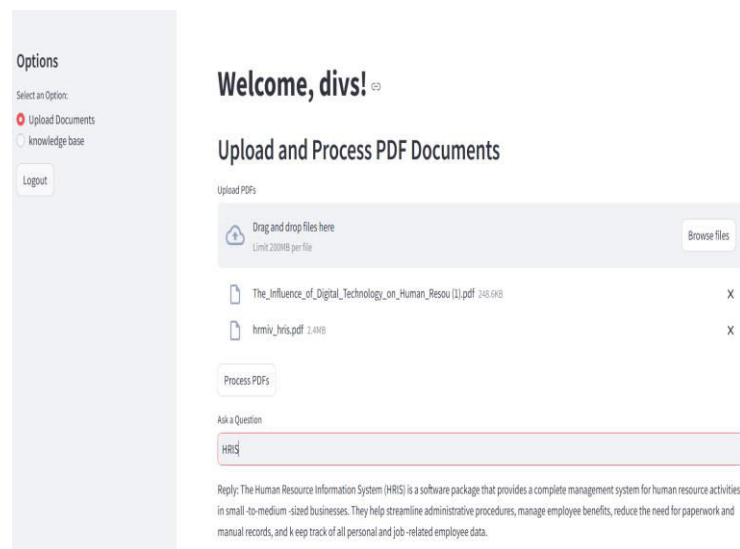 Options
Select an Option:
Upload Documents
knowledge base
Logout
Welcome, divs!
Upload and Process PDF Documents
Upload PDFs
Drag and drop files here
Limit 200MB per file
Browse files
The_Influence_of_Digital_Technology_on_Human_Resou (1).pdf 248.6KB
X
hrmiv_hris.pdf 2.4MB
X
Process PDFs
Ask a Question
HRIS
Reply: The Human Resource Information System (HRIS) is a software package that provides a complete management system for human resource activities
in small -to-medium -sized businesses. They help streamline administrative procedures, manage employee benefits, reduce the need for paperwork and
manual records, and k eep track of all personal and job -related employee data.